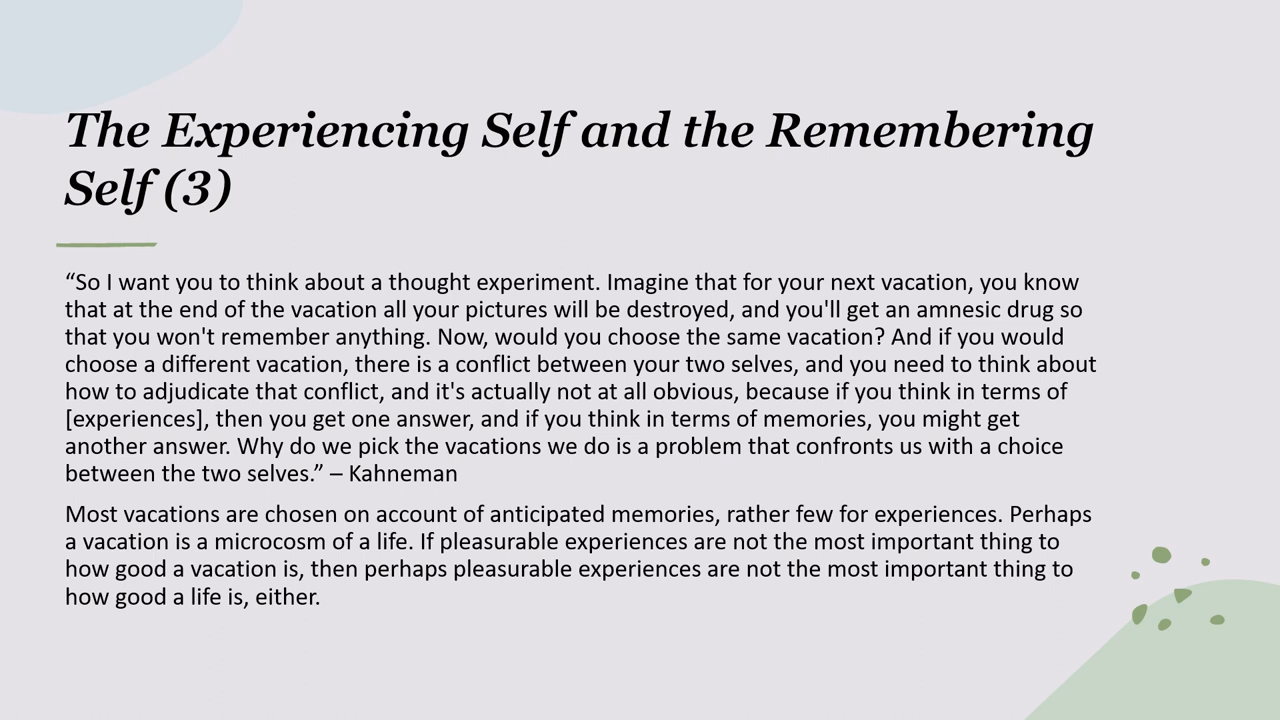 The Experiencing Self and the Remembering
Self (3)
“So I want you to think about a thought experiment. Imagine that for your next vacation, you know
that at the end of the vacation all your pictures will be destroyed, and you'll get an amnesic drug so
that you won't remember anything. Now, would you choose the same vacation? And if you would
choose a different vacation, there is a conflict between your two selves, and you need to think about
how to adjudicate that conflict, and it's actually not at all obvious, because if you think in terms of
[experiences], then you get one answer, and if you think in terms of memories, you might get
another answer. Why do we pick the vacations we do is a problem that confronts us with a choice
between the two selves.” – Kahneman
Most vacations are chosen on account of anticipated memories, rather few for experiences. Perhaps
a vacation is a microcosm of a life. If pleasurable experiences are not the most important thing to
how good a vacation is, then perhaps pleasurable experiences are not the most important thing to
how good a life is, either.